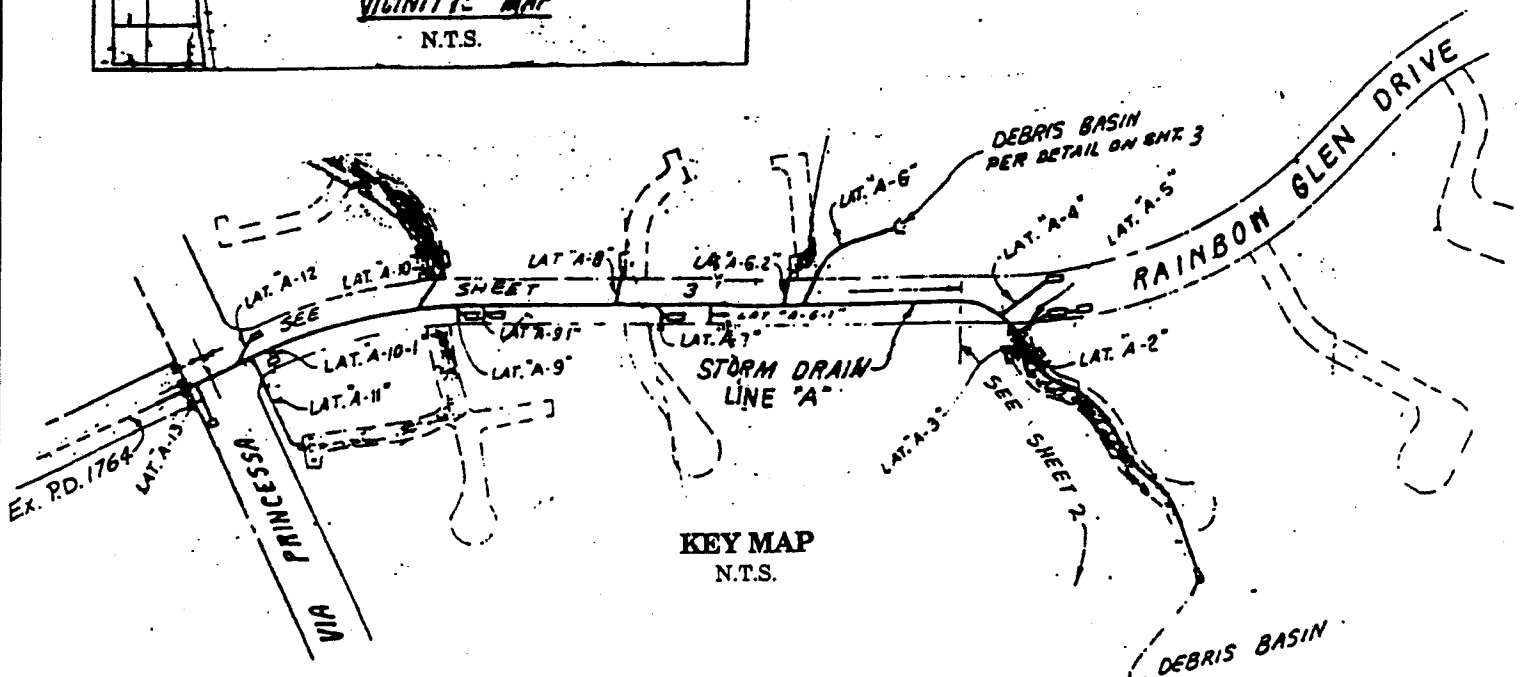 VICINITY MAP
N.T.S.
DEBRIS BASIN
PER DETAIL ON SHT. 3
RAINBOW GLEN DRIVE
LAT. "A-6"
LAT. "A-4"
LAT. "A-5"
LAT "A-8"
LAT. "A-6.2"
LAT. "A-10"
LAT. "A-12"
SEE SHEET 3
LAT "A-6-1"
LAT. "A-9.1"
LAT. "A-7"
LAT. "A-10-1"
LAT. "A-9"
LAT. "A-2"
STORM DRAIN
LINE "A"
LAT. "A-11"
LAT. "A-3"
SEE SHEET 2
LAT. "A-13"
Ex. P.D. 1764
VIA PRINCESSA
KEY MAP
N.T.S.
DEBRIS BASIN